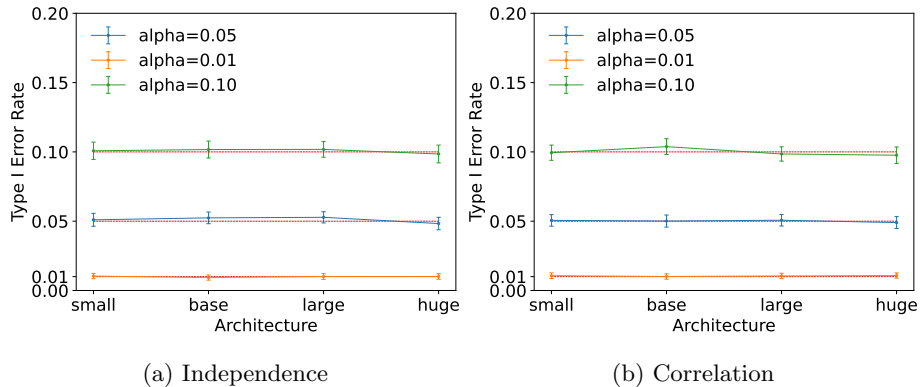 0.20
0.15
0.10
0.05
0.01
0.00
Type I Error Rate
alpha=0.05
alpha=0.01
alpha=0.10
small base large huge
Architecture
(a) Independence
0.20
0.15
0.10
0.05
0.01
0.00
Type I Error Rate
alpha=0.05
alpha=0.01
alpha=0.10
small base large huge
Architecture
(b) Correlation